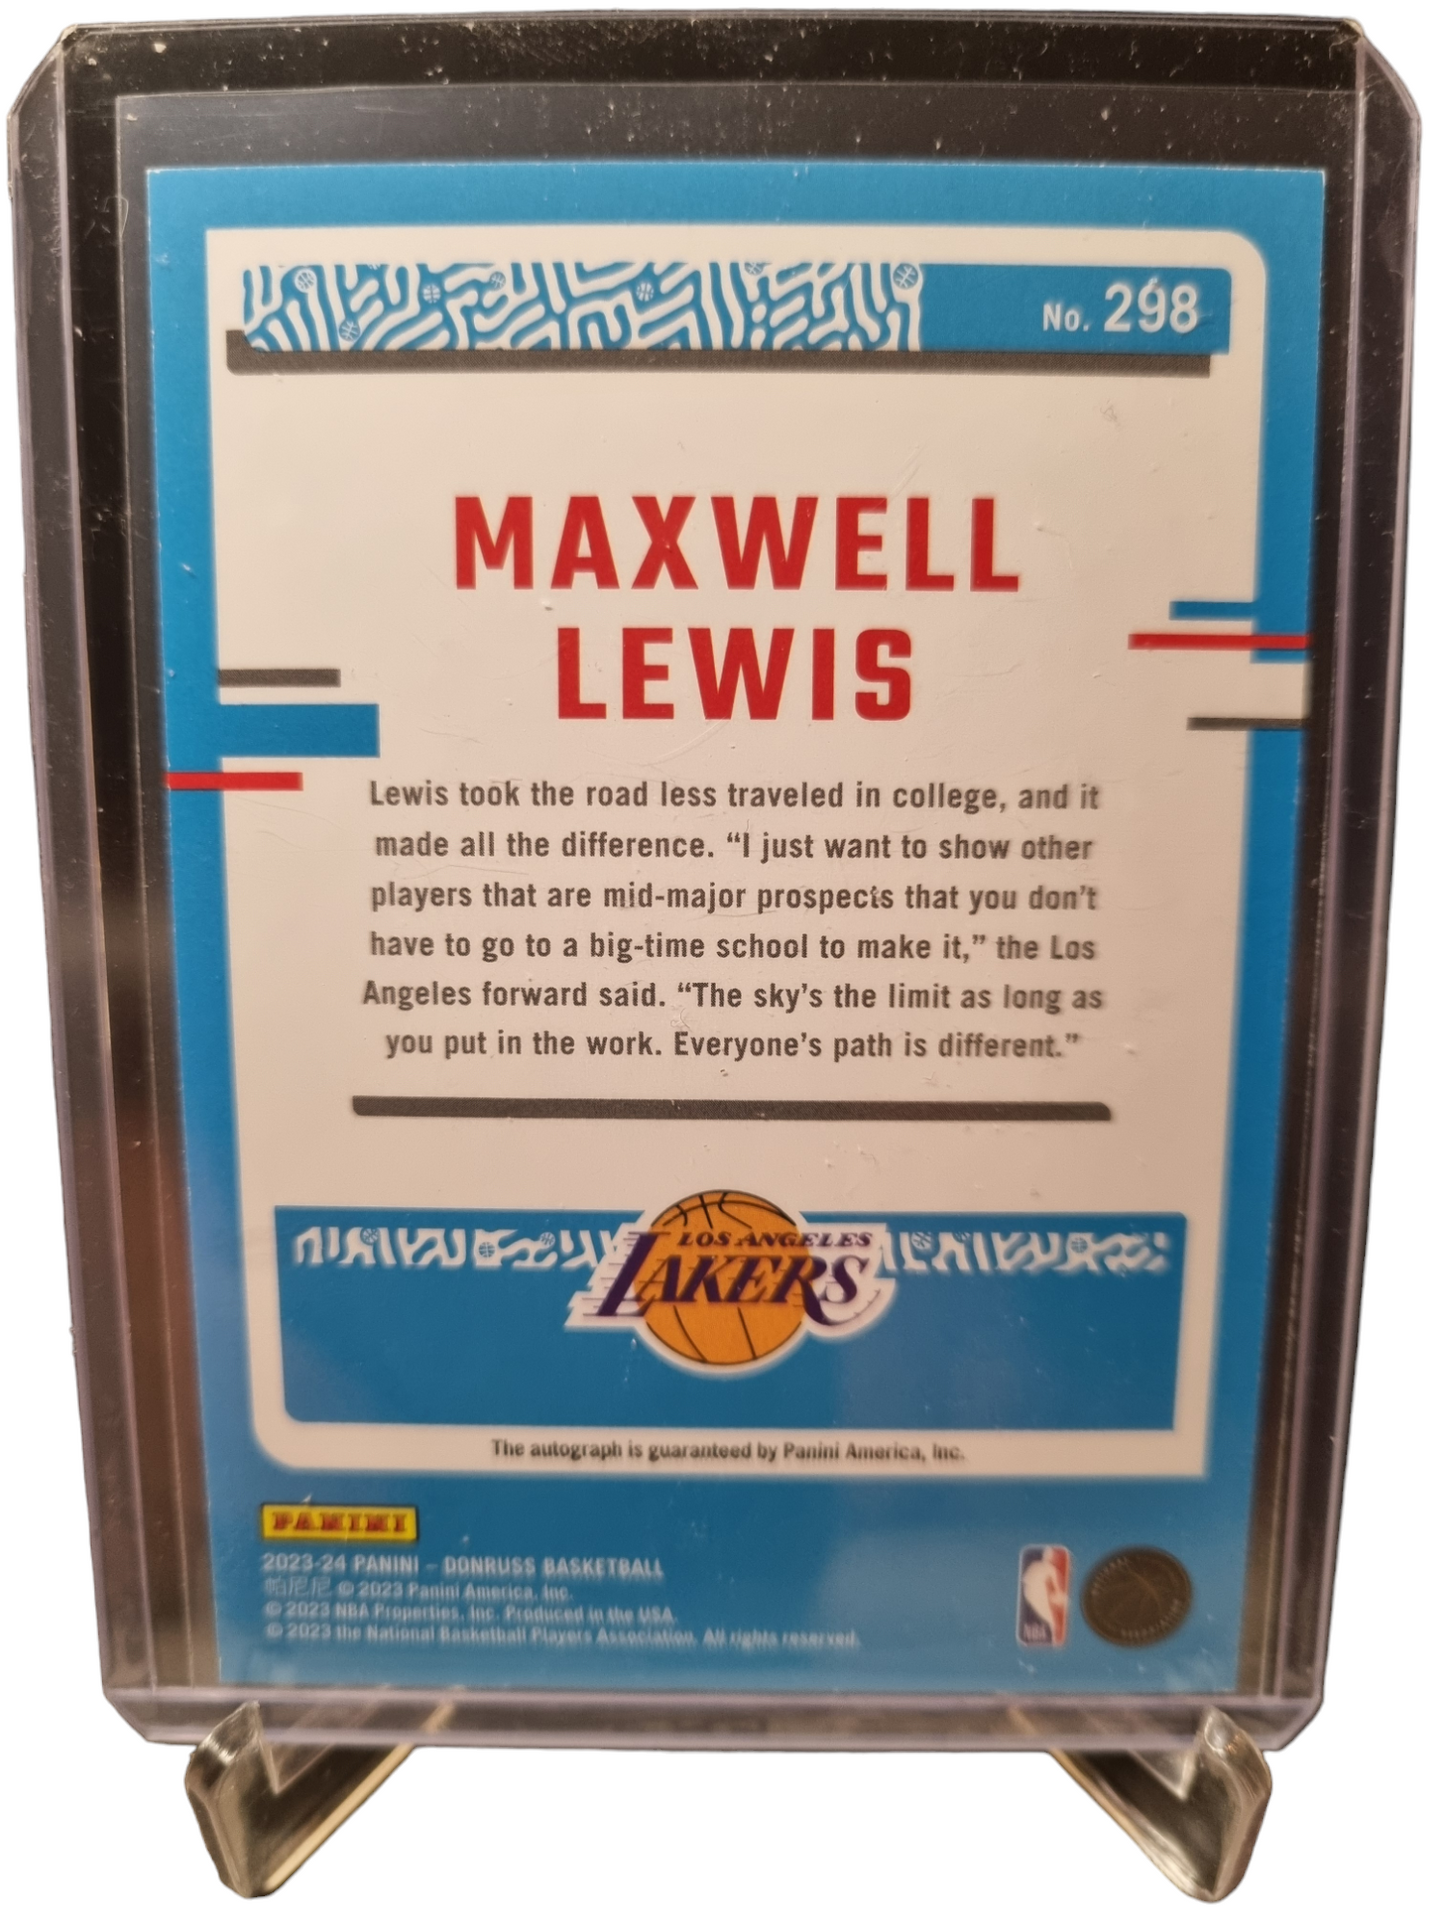 No. 298
MAXWELL
LEWIS
Lewis took the road less traveled in college, and it
made all the difference. “I just want to show other
players that are mid-major prospects that you don’t
have to go to a big-time school to make it,” the Los
Angeles forward said. “The sky’s the limit as long as
you put in the work. Everyone’s path is different.”
LOS ANGELES
LAKERS
The autograph is guaranteed by Panini America, Inc.
PANINI
2023-24 PANINI – DONRUSS BASKETBALL
帕尼尼 © 2023 Panini America, Inc.
© 2023 NBA Properties, Inc. Produced in the USA.
© 2023 the National Basketball Players Association. All rights reserved.
NBA